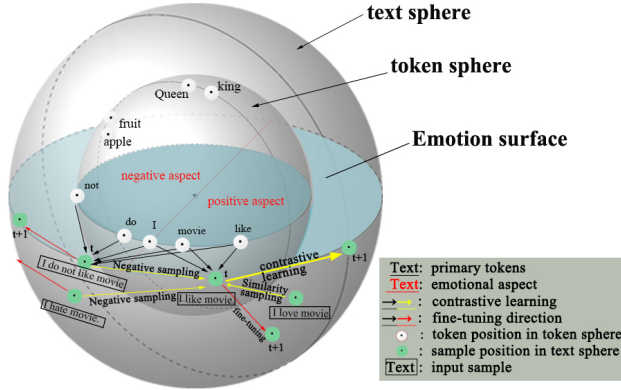 text sphere
token sphere
Emotion surface
Queen
king
fruit
apple
not
negative aspect
positive aspect
do
I
movie
like
t+1
t
I do not like movie.
Negative sampling
t
contrastive
learning
t+1
I hate movie.
Negative sampling
I like movie.
Similarity
sampling
I love movie.
fine-tuning
t+1
Text: primary tokens
Text: emotional aspect
: contrastive learning
: fine-tuning direction
: token position in token sphere
: sample position in text sphere
Text : input sample